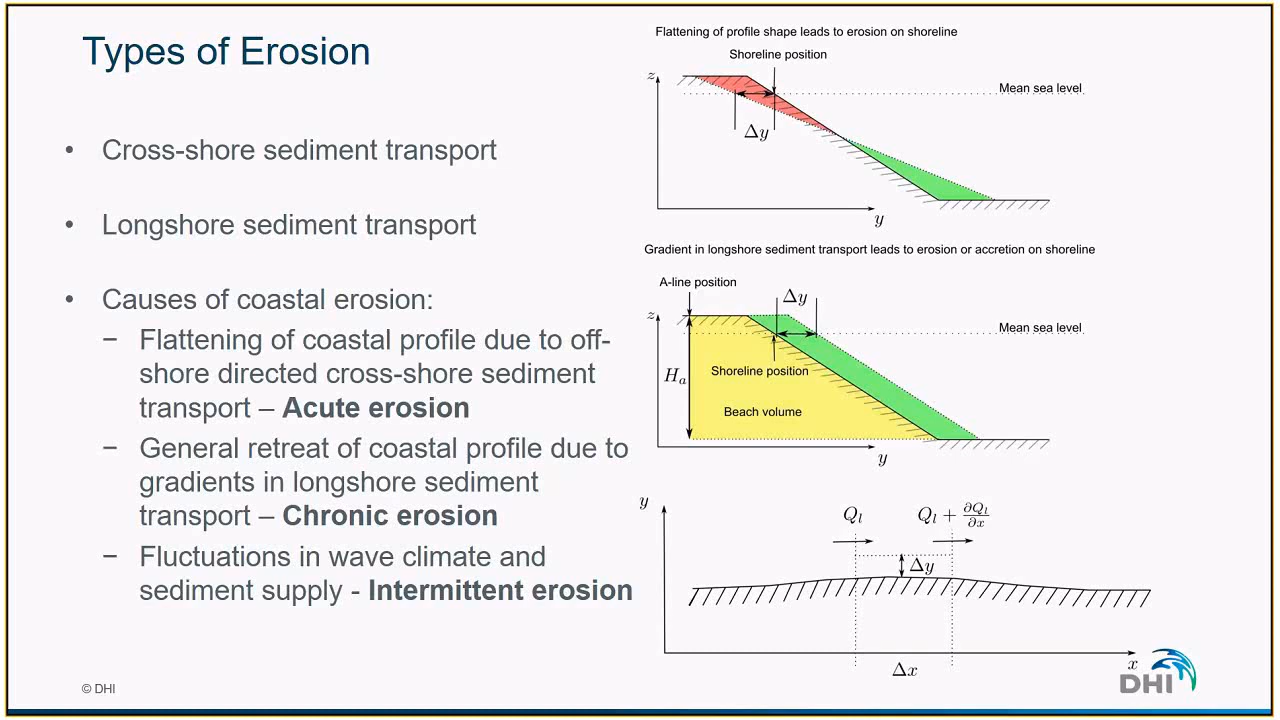 Types of Erosion
• Cross-shore sediment transport
• Longshore sediment transport
• Causes of coastal erosion:
− Flattening of coastal profile due to off-
shore directed cross-shore sediment
transport – Acute erosion
− General retreat of coastal profile due to
gradients in longshore sediment
transport – Chronic erosion
− Fluctuations in wave climate and
sediment supply - Intermittent erosion
Flattening of profile shape leads to erosion on shoreline
Shoreline position
z
Mean sea level
Δy
y
Gradient in longshore sediment transport leads to erosion or accretion on shoreline
A-line position
Δy
z
Mean sea level
Hₐ
Shoreline position
Beach volume
y
y
Qₗ
Qₗ + ∂Qₗ/∂x
Δy
x
Δx
DHI
© DHI